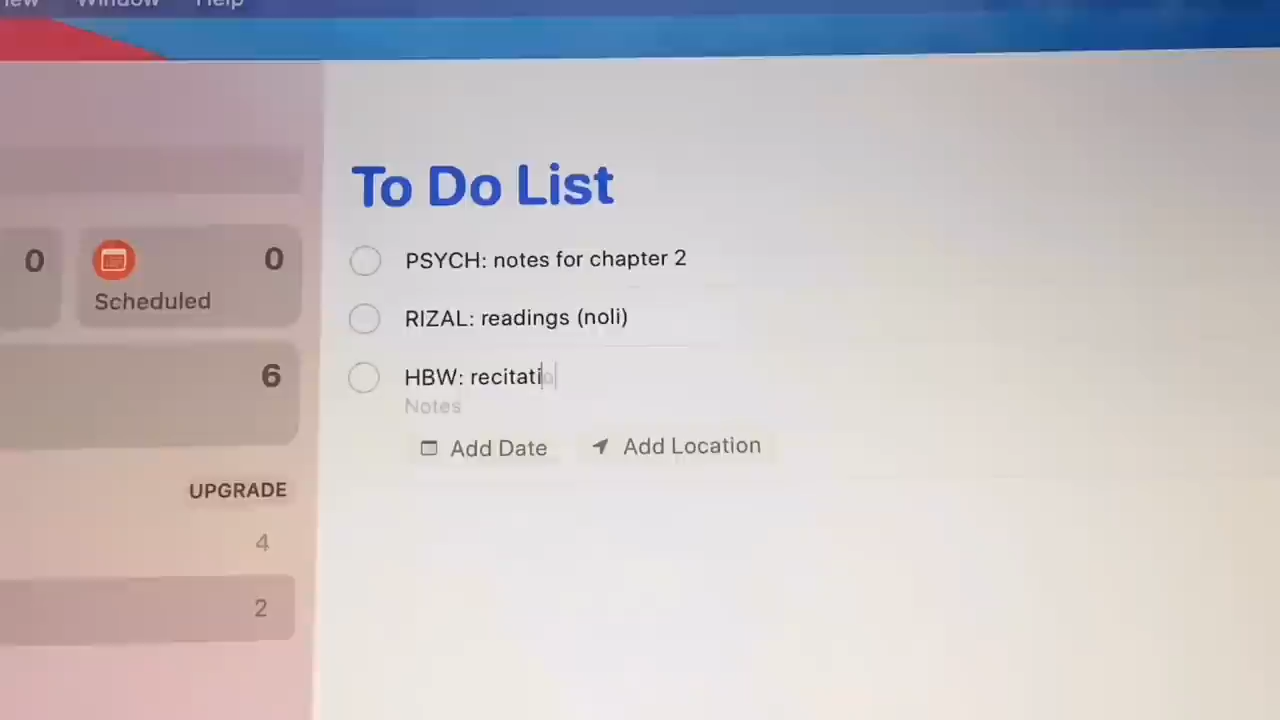 Window Help
To Do List
0
0
Scheduled
6
UPGRADE
4
2
PSYCH: notes for chapter 2
RIZAL: readings (noli)
HBW: recitati
Notes
Add Date
Add Location